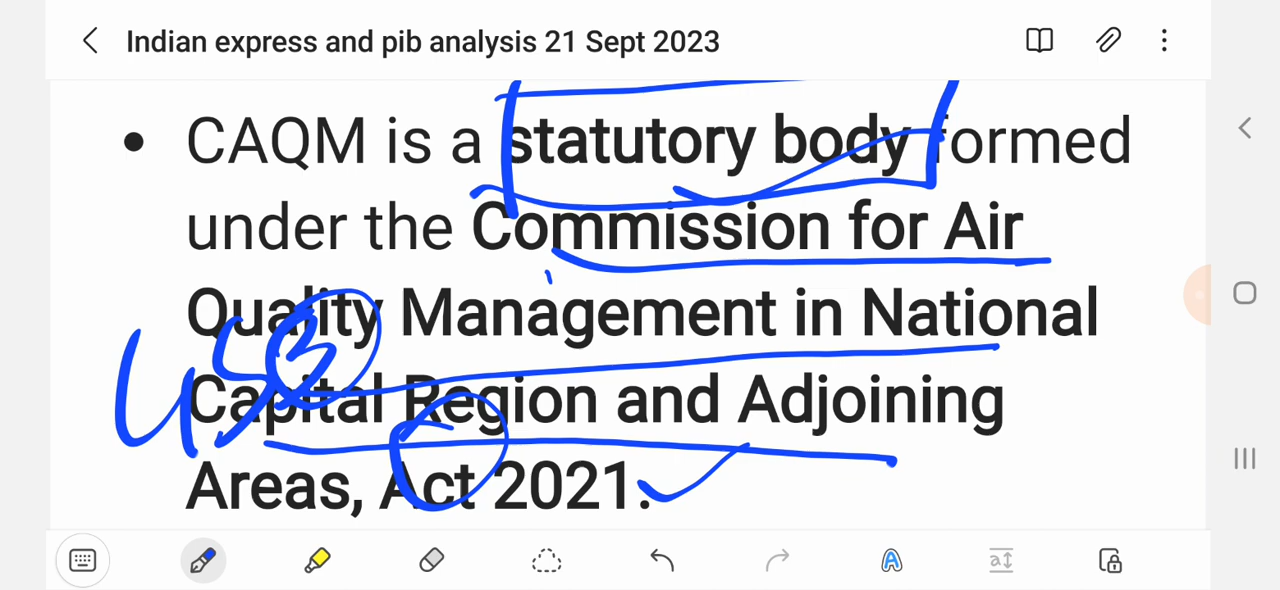 Indian express and pib analysis 21 Sept 2023
• CAQM is a statutory body formed
under the Commission for Air
Quality Management in National
Capital Region and Adjoining
Areas, Act 2021.